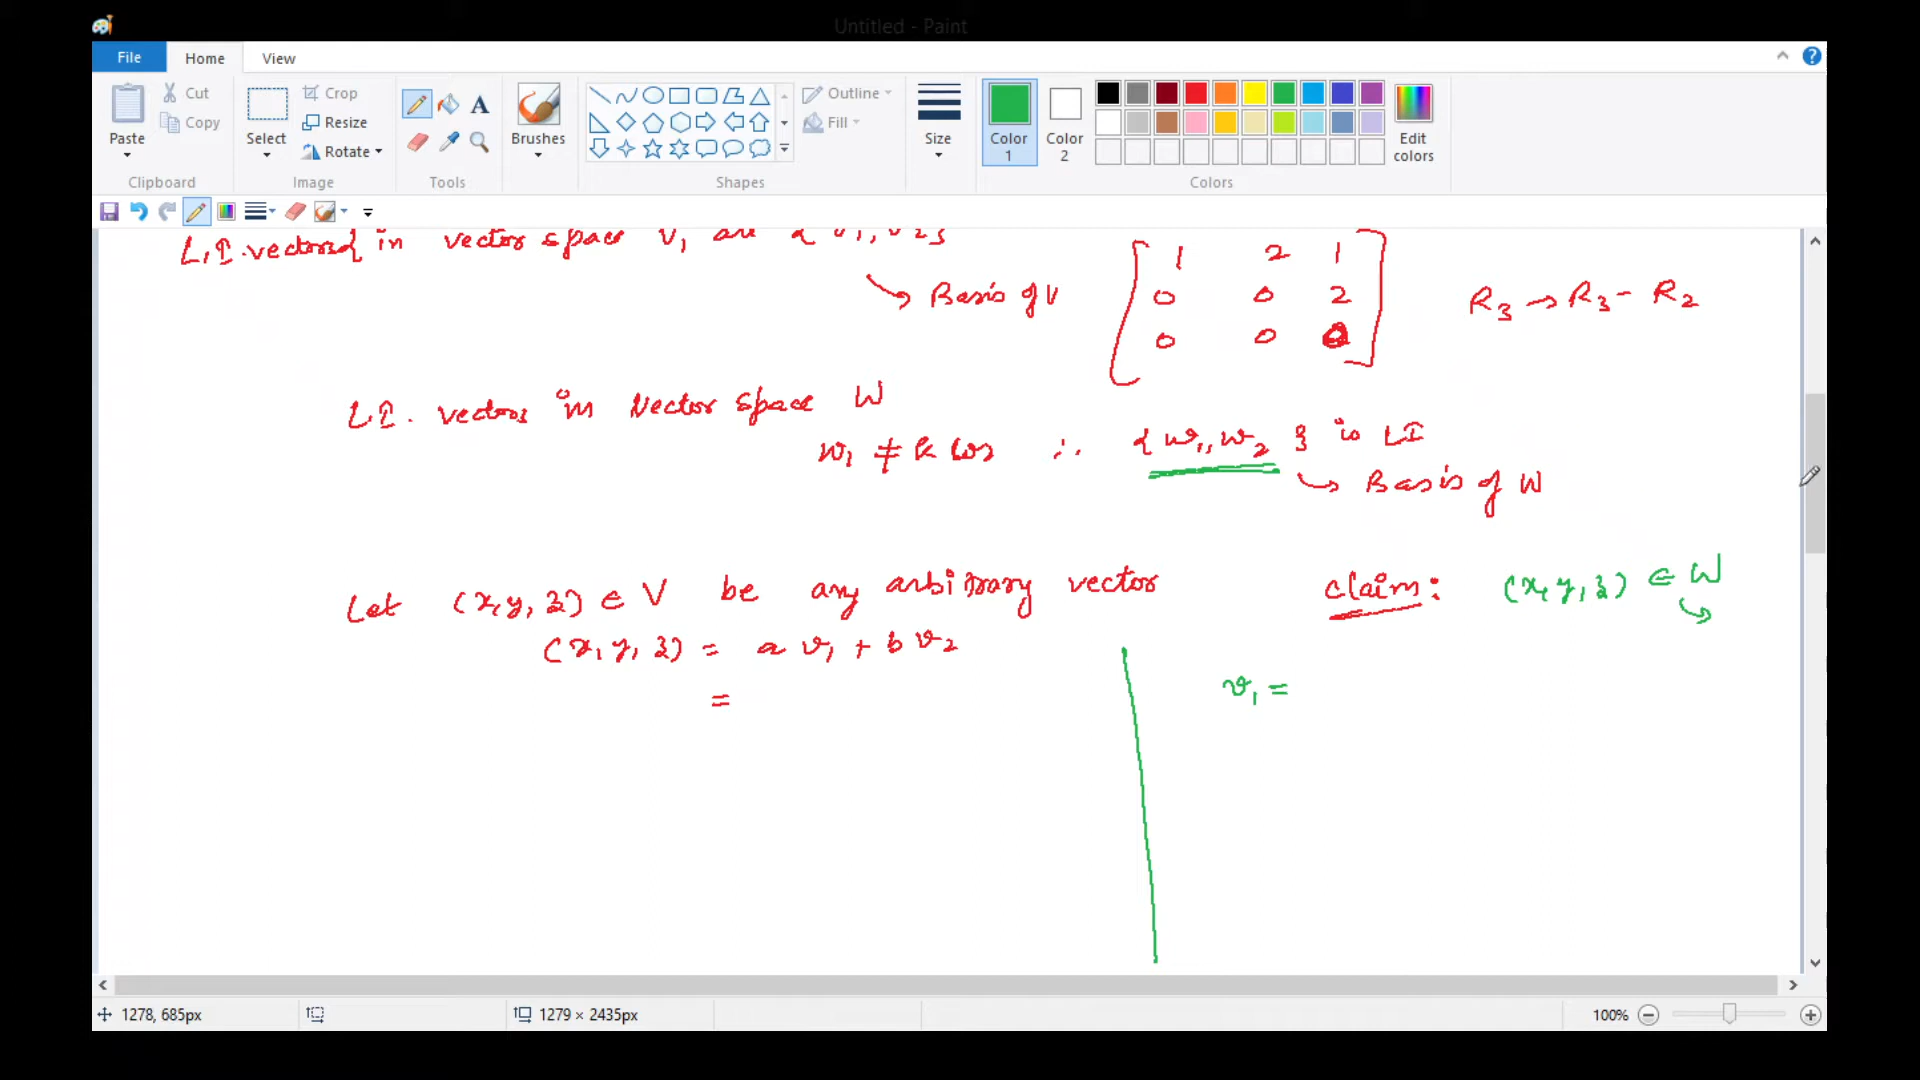 Untitled - Paint
File Home View
Paste Cut Copy Clipboard
Select Crop Resize Rotate Image
Tools
Brushes
Outline Fill Shapes
Size
Color 1 Color 2 Edit colors Colors
L.I. vectors in vector space V, are {v1, v2}
→ Basis of V
1 2 1
0 0 2
0 0 0
R3 → R3 - R2
L.I. vectors in Vector space W
w1 ≠ k w2 ∴ {w1, w2} is LI
→ Basis of W
Let (x, y, z) ∈ V be any arbitrary vector
claim: (x, y, z) ∈ W
(x, y, z) = a v1 + b v2
=
v1 =
1278, 685px
1279 × 2435px
100%